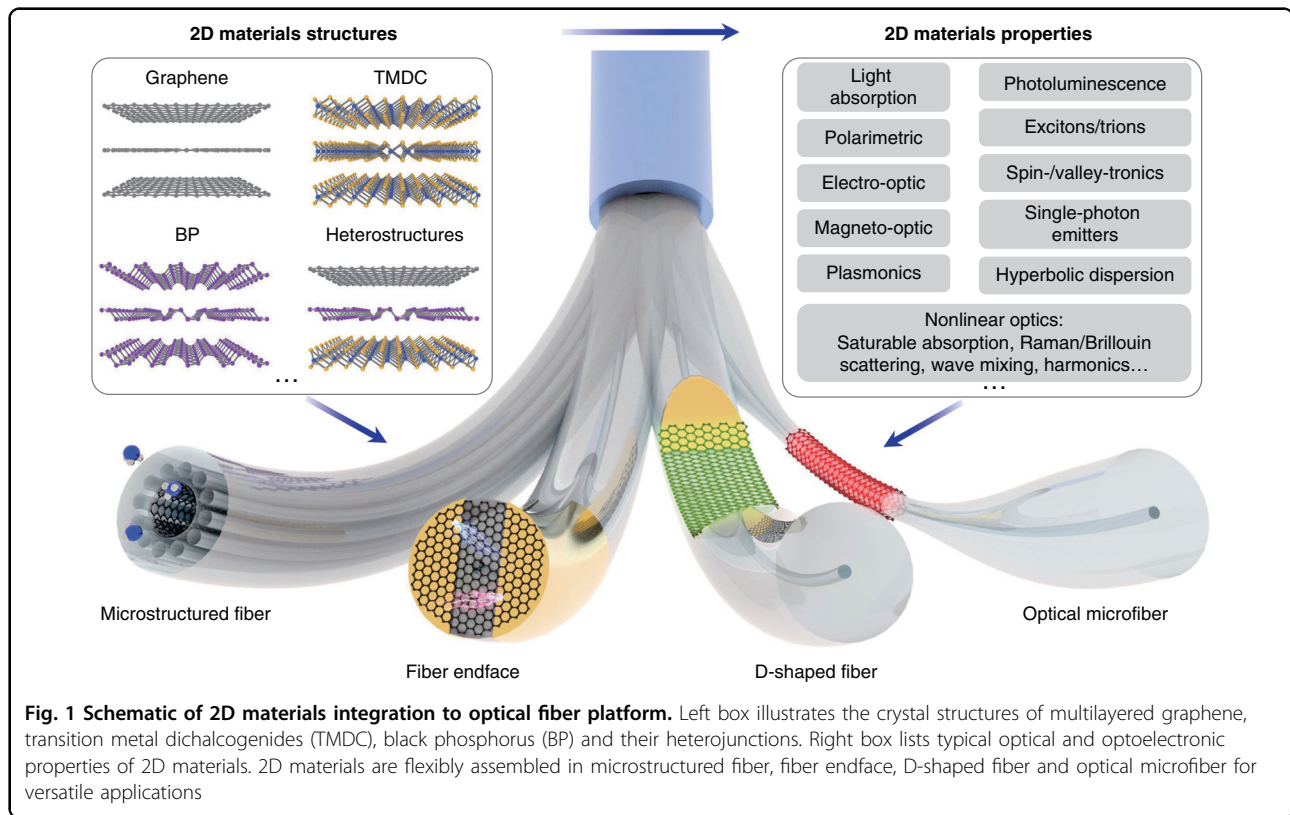 2D materials structures
2D materials properties
Graphene
TMDC
BP
Heterostructures
...
Light
absorption
Polarimetric
Electro-optic
Magneto-optic
Plasmonics
Photoluminescence
Excitons/trions
Spin-/valley-tronics
Single-photon
emitters
Hyperbolic dispersion
Nonlinear optics:
Saturable absorption, Raman/Brillouin
scattering, wave mixing, harmonics...
...
Microstructured fiber
Fiber endface
D-shaped fiber
Optical microfiber
Fig. 1 Schematic of 2D materials integration to optical fiber platform. Left box illustrates the crystal structures of multilayered graphene,
transition metal dichalcogenides (TMDC), black phosphorus (BP) and their heterojunctions. Right box lists typical optical and optoelectronic
properties of 2D materials. 2D materials are flexibly assembled in microstructured fiber, fiber endface, D-shaped fiber and optical microfiber for
versatile applications